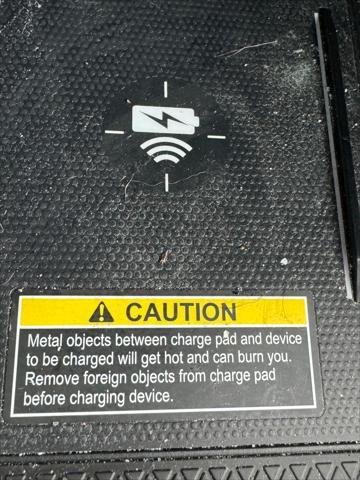 CAUTION
Metal objects between charge pad and device
to be charged will get hot and can burn you.
Remove foreign objects from charge pad
before charging device.